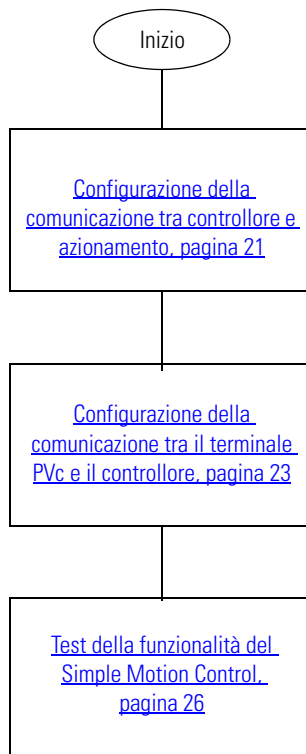 Inizio
Configurazione della
comunicazione tra controllore e
azionamento, pagina 21
Configurazione della
comunicazione tra il terminale
PVc e il controllore, pagina 23
Test della funzionalità del
Simple Motion Control,
pagina 26